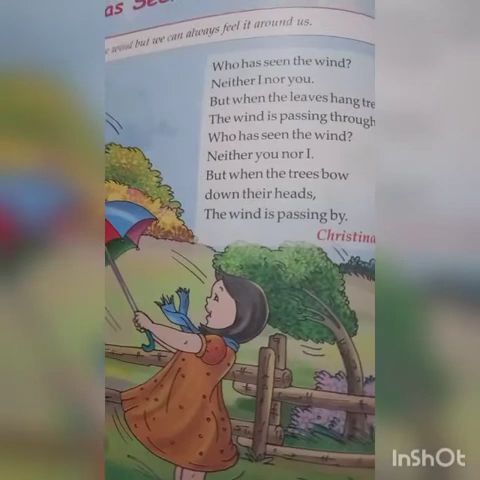 as
wind but we can always feel it around us.
Who has seen the wind?
Neither I nor you.
But when the leaves hang tre
The wind is passing through
Who has seen the wind?
Neither you nor I.
But when the trees bow
down their heads,
The wind is passing by.
Christina
InShOt